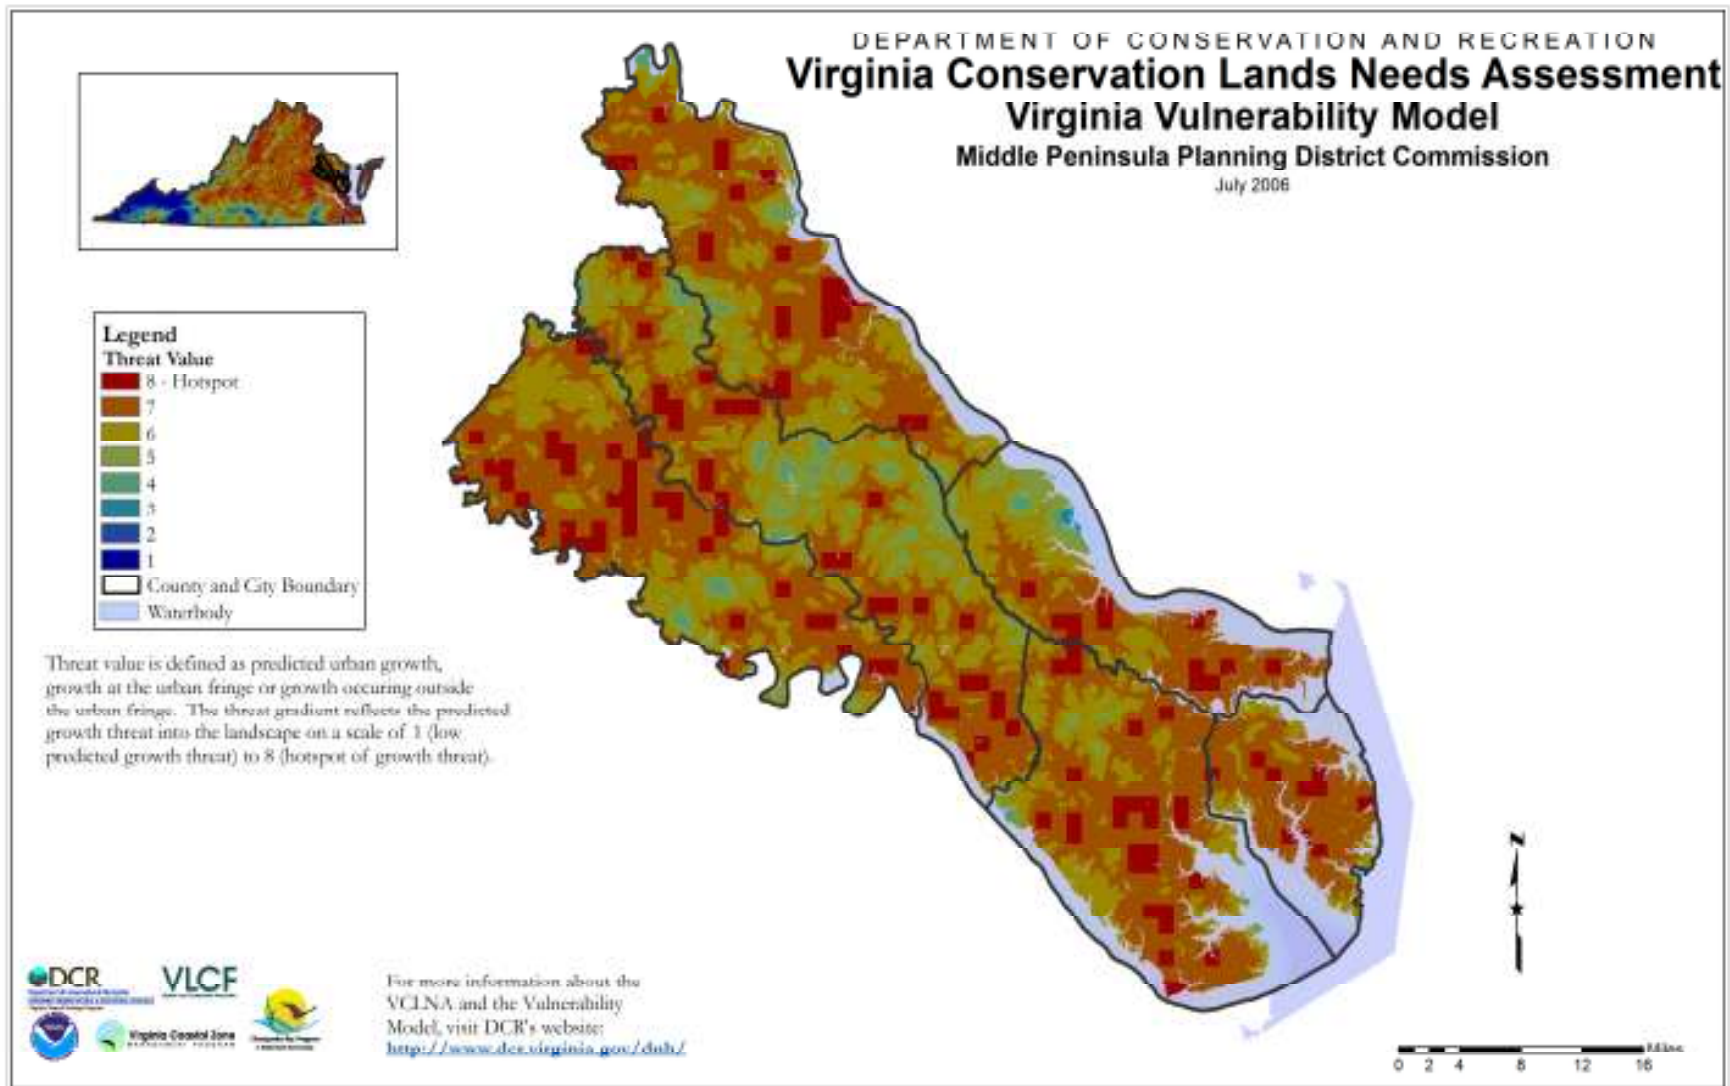 DEPARTMENT OF CONSERVATION AND RECREATION
Virginia Conservation Lands Needs Assessment
Virginia Vulnerability Model
Middle Peninsula Planning District Commission
July 2006
Legend
Threat Value
8 - Hotspot
7
6
5
4
3
2
1
County and City Boundary
Waterbody
Threat value is defined as predicted urban growth,
growth at the urban fringe or growth occuring outside
the urban fringe. The threat gradient reflects the predicted
growth threat into the landscape on a scale of 1 (low
predicted growth threat) to 8 (hotspot of growth threat).
N
DCR
VLCF
Virginia Coastal Zone
MANAGEMENT PROGRAM
For more information about the
VCLNA and the Vulnerability
Model, visit DCR's website:
http://www.dcr.virginia.gov/dnh/
Miles
0 2 4 8 12 16